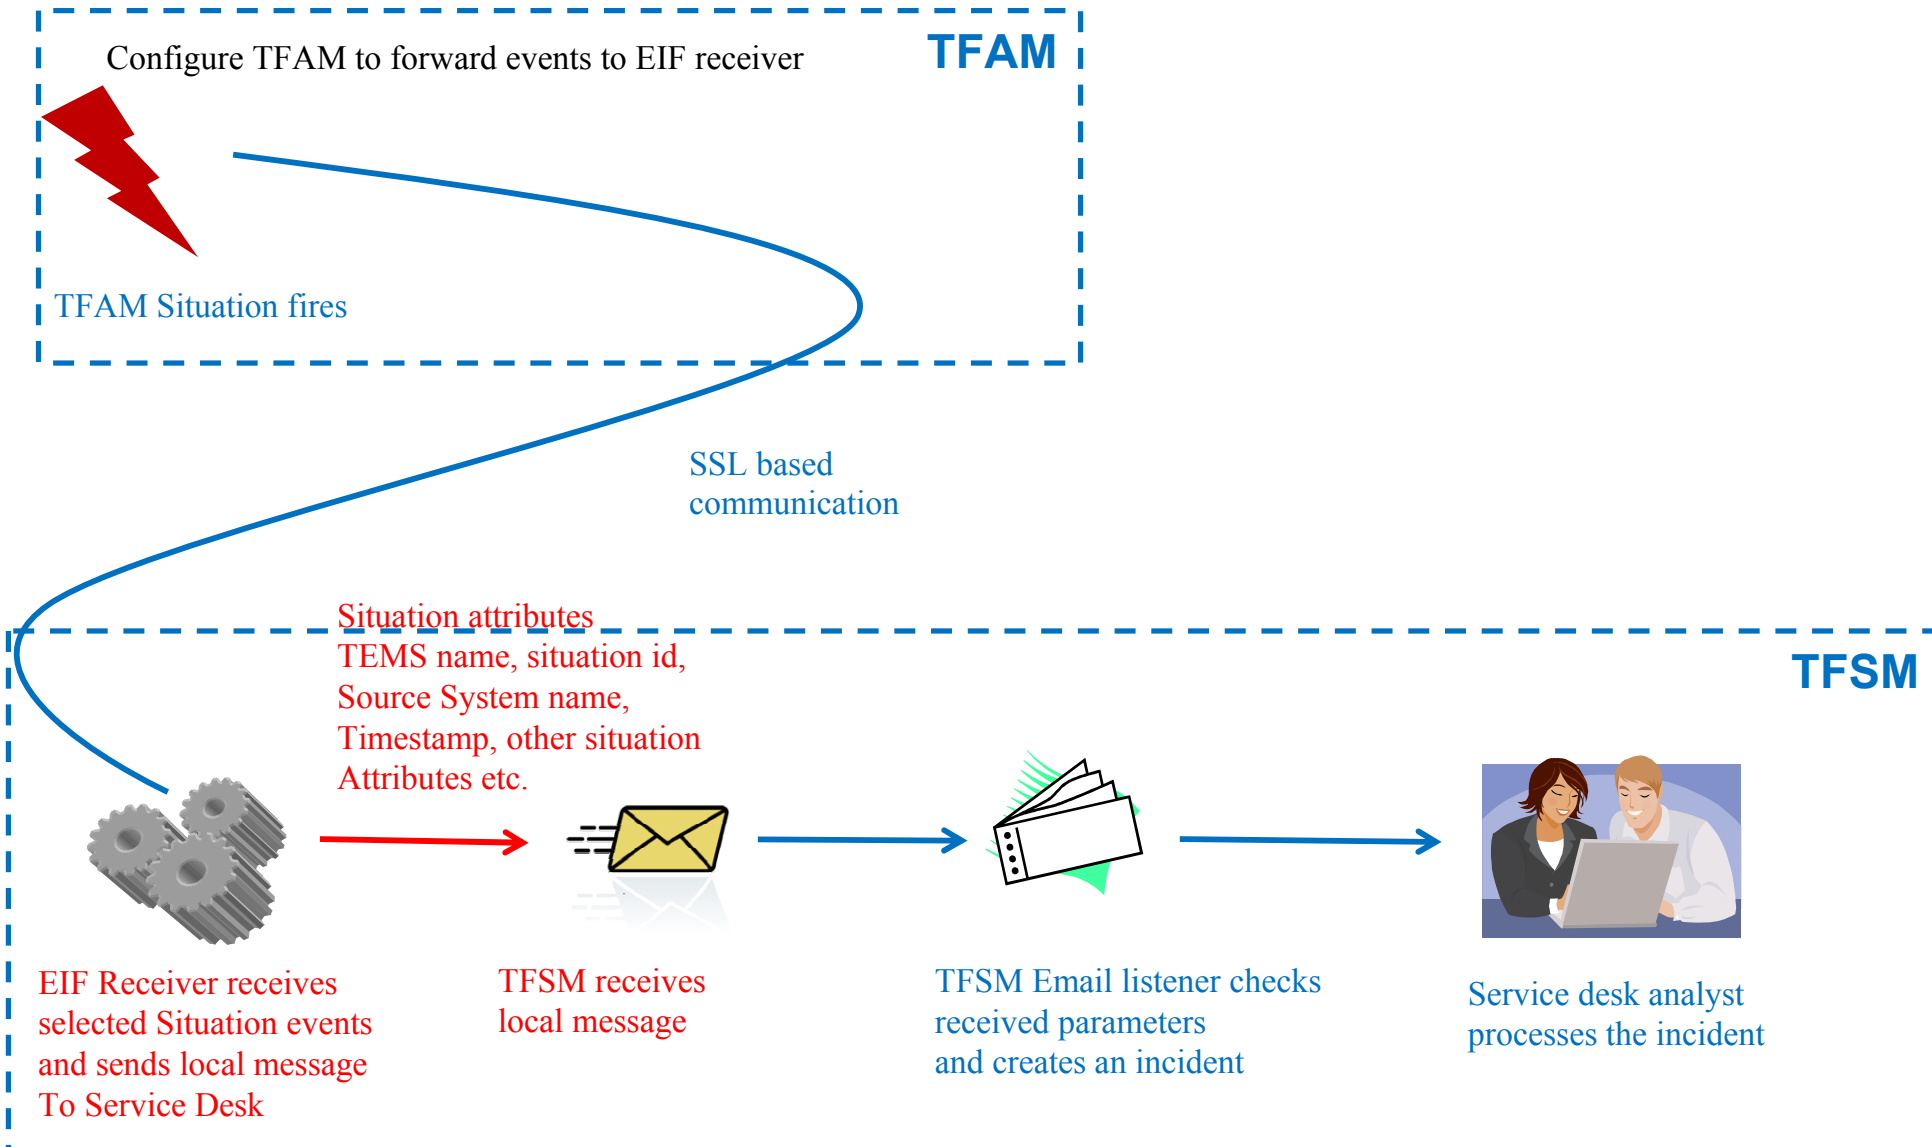 Configure TFAM to forward events to EIF receiver
TFAM
TFAM Situation fires
SSL based
communication
Situation attributes
TEMS name, situation id,
Source System name,
Timestamp, other situation
Attributes etc.
TFSM
EIF Receiver receives
selected Situation events
and sends local message
To Service Desk
TFSM receives
local message
TFSM Email listener checks
received parameters
and creates an incident
Service desk analyst
processes the incident